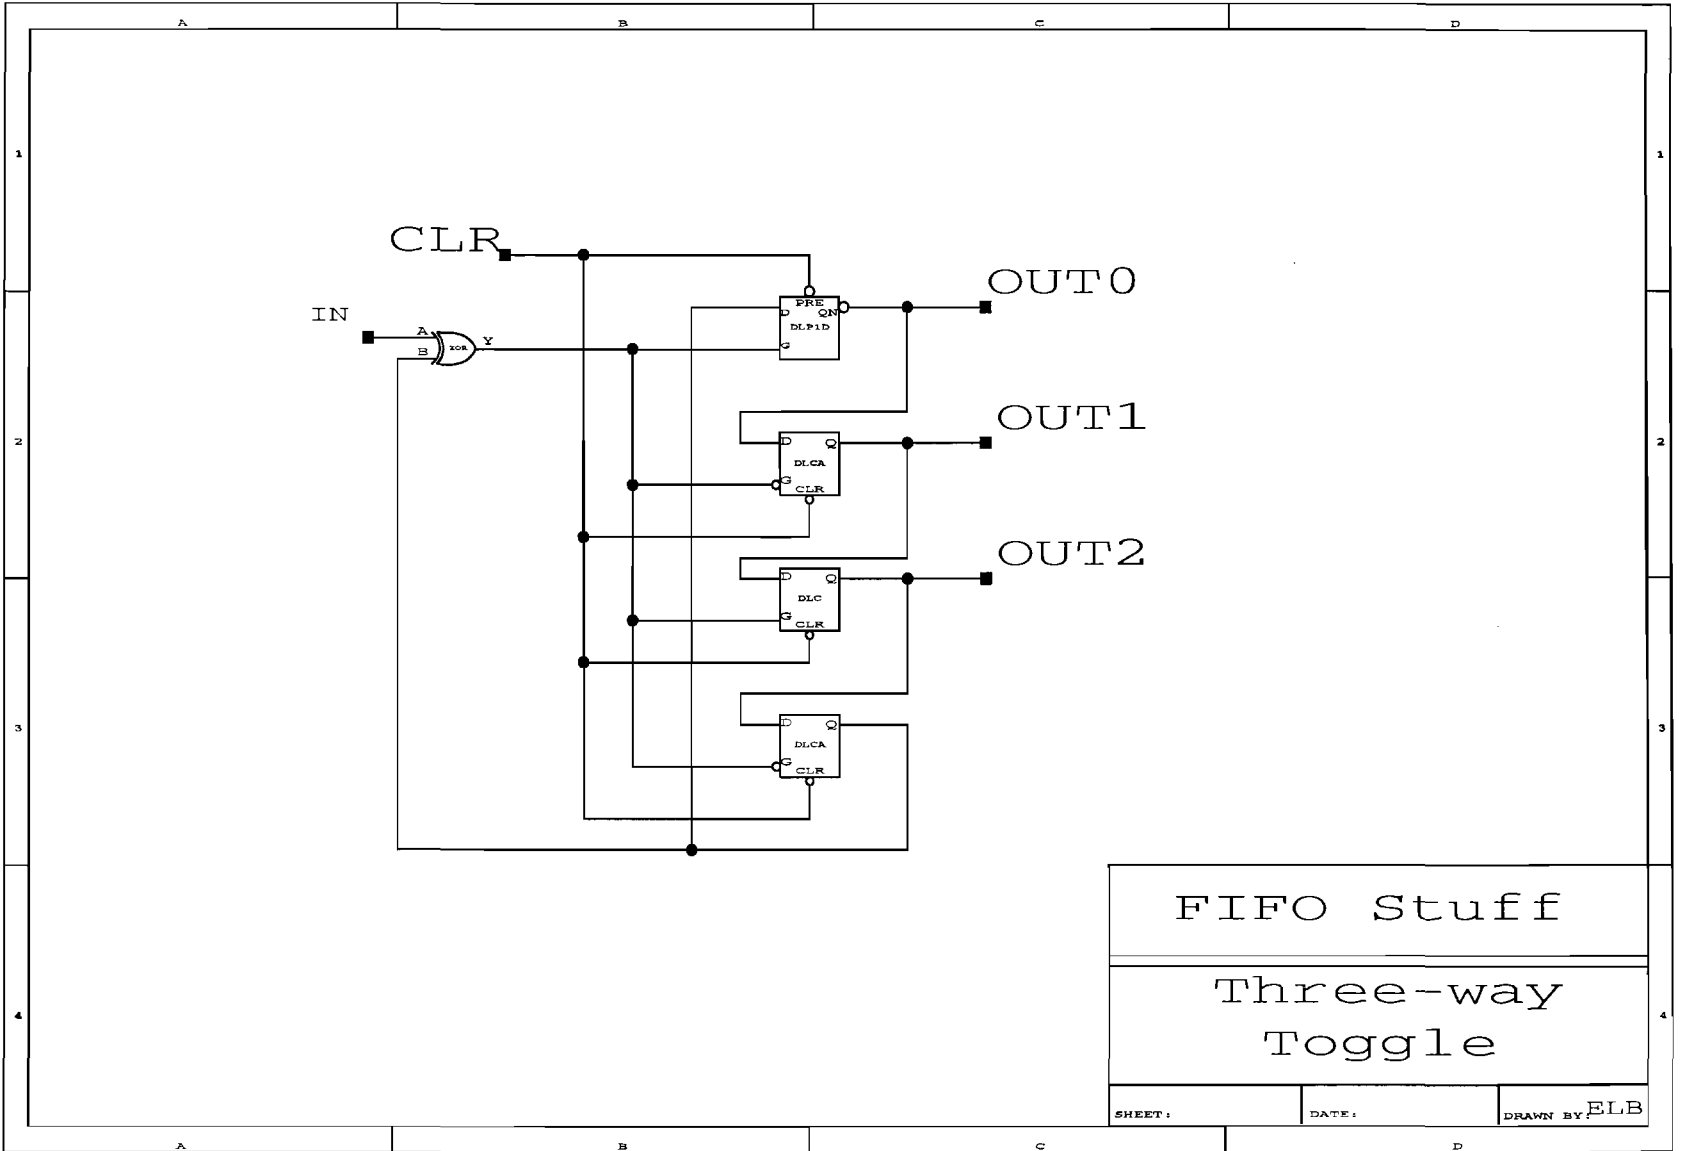 A B C D
1 1
CLR
OUT0
PRE
D QN
DLP1D
G
IN
A
B
XOR
Y
OUT1
2 2
D Q
DLCA
G
CLR
OUT2
D Q
DLC
G
CLR
3 3
D Q
DLCA
G
CLR
FIFO Stuff
Three-way
Toggle
4 4
SHEET: DATE: DRAWN BY: ELB
A B C D